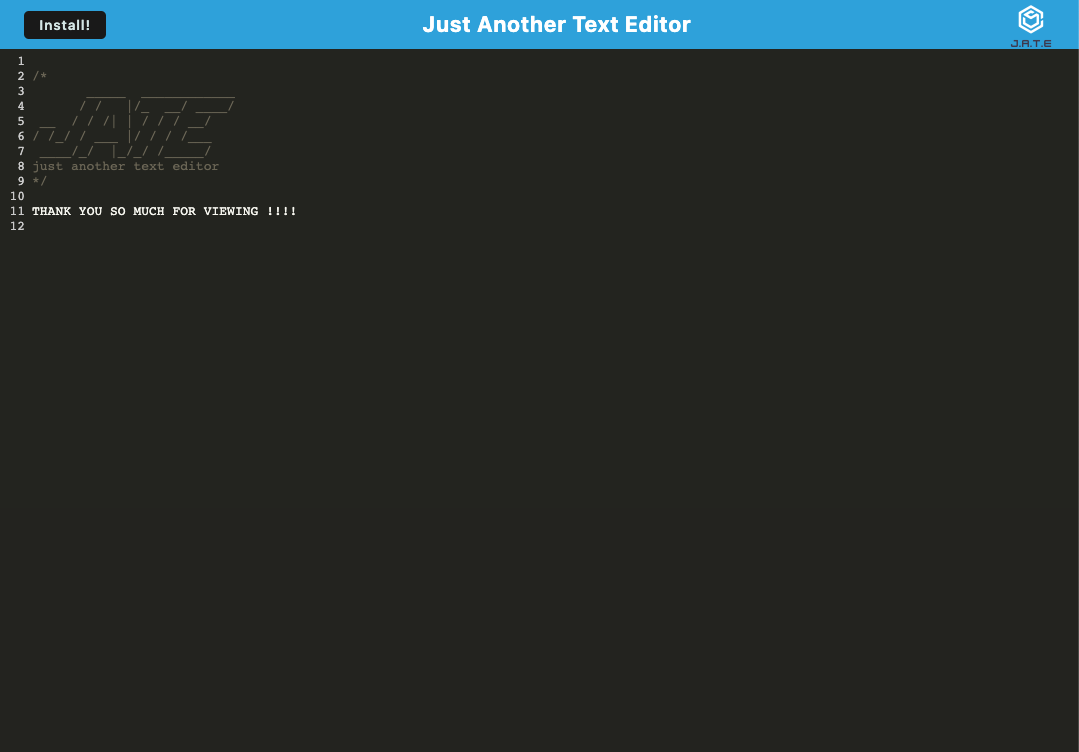 Install!
Just Another Text Editor
J.A.T.E
1
2 /*
3        _____  ____________
4       / /   |/_  __/ ____/
5  __  / / /| | / / / __/
6 / /_/ / ___ |/ / / /___
7  ____/_/  |_/_/ /_____/
8 just another text editor
9 */
10
11 THANK YOU SO MUCH FOR VIEWING !!!!
12